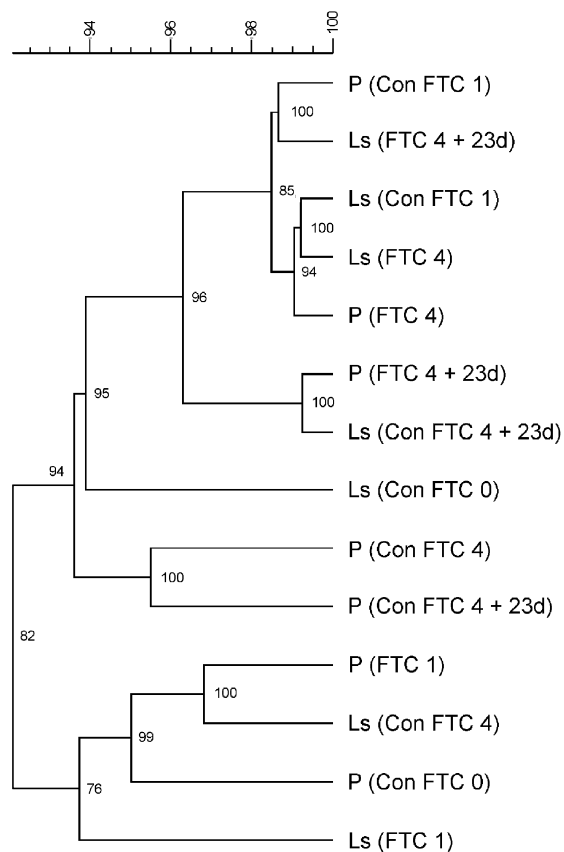 94 96 98 100
P (Con FTC 1)
100
Ls (FTC 4 + 23d)
85
Ls (Con FTC 1)
100
Ls (FTC 4)
94
96
P (FTC 4)
P (FTC 4 + 23d)
95
100
Ls (Con FTC 4 + 23d)
94
Ls (Con FTC 0)
P (Con FTC 4)
100
P (Con FTC 4 + 23d)
82
P (FTC 1)
100
Ls (Con FTC 4)
99
P (Con FTC 0)
76
Ls (FTC 1)